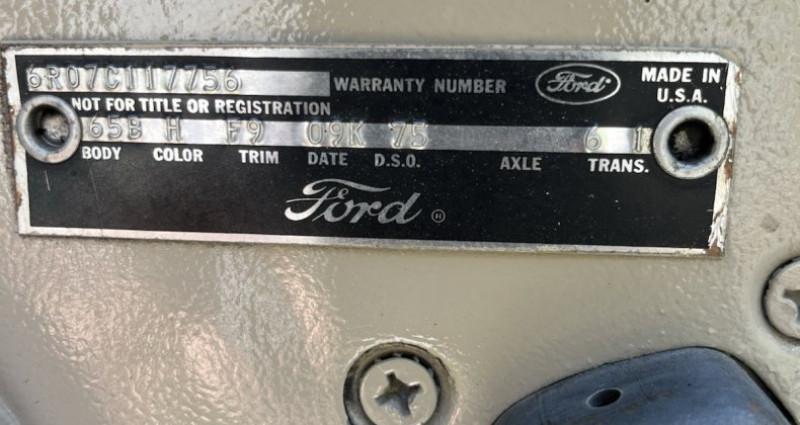 6R07C117756 WARRANTY NUMBER Ford MADE IN U.S.A.
NOT FOR TITLE OR REGISTRATION
65B H F9 09K 75 6 1
BODY COLOR TRIM DATE D.S.O. AXLE TRANS.
Ford ®